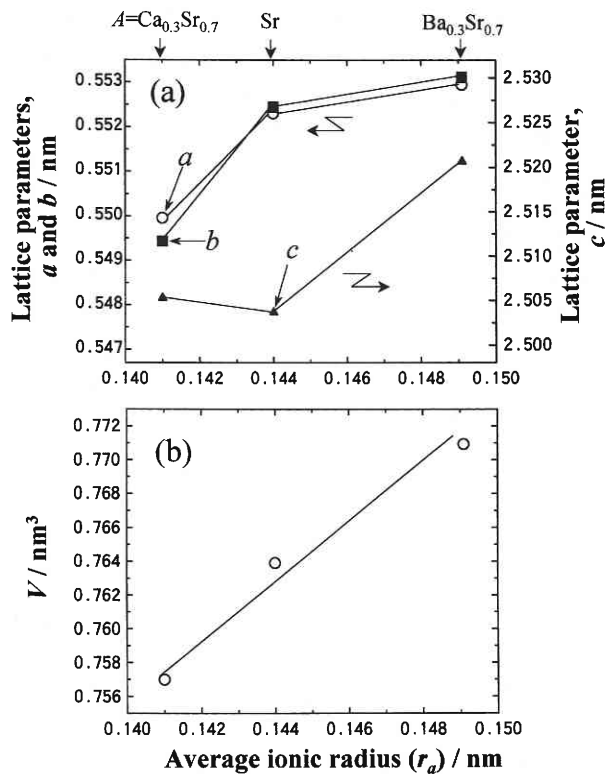 A=Ca0.3Sr0.7 Sr Ba0.3Sr0.7
(a)
Lattice parameters,
a and b / nm
0.553
0.552
0.551
0.550
0.549
0.548
0.547
a
b
c
2.530
2.525
2.520
2.515
2.510
2.505
2.500
Lattice parameter,
c / nm
0.140 0.142 0.144 0.146 0.148 0.150
(b)
V / nm³
0.772
0.770
0.768
0.766
0.764
0.762
0.760
0.758
0.756
0.140 0.142 0.144 0.146 0.148 0.150
Average ionic radius (ra) / nm